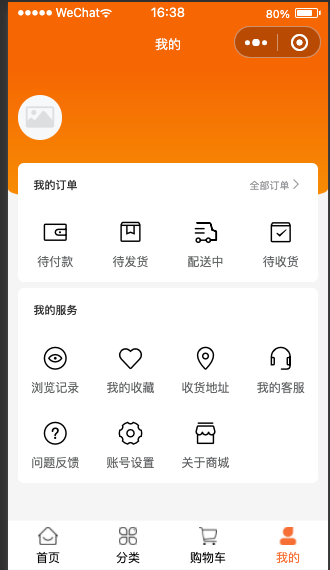 WeChat 16:38 80%
我的
我的订单 全部订单
待付款 待发货 配送中 待收货
我的服务
浏览记录 我的收藏 收货地址 我的客服
问题反馈 账号设置 关于商城
首页 分类 购物车 我的